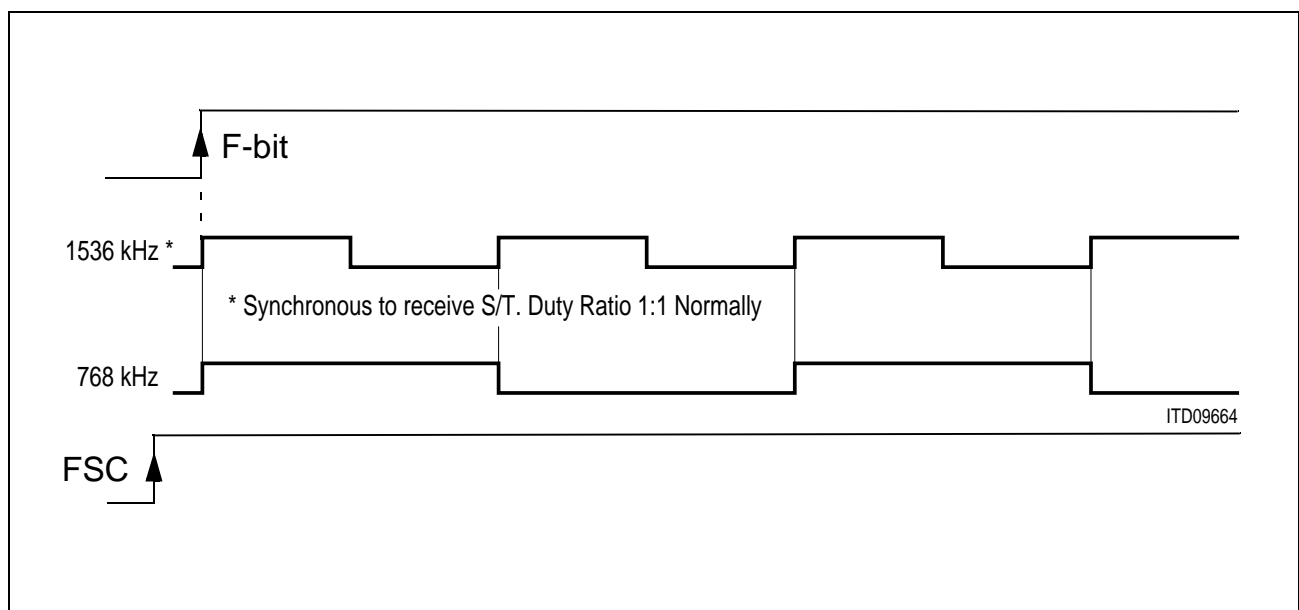 F-bit
1536 kHz *
* Synchronous to receive S/T. Duty Ratio 1:1 Normally
768 kHz
ITD09664
FSC